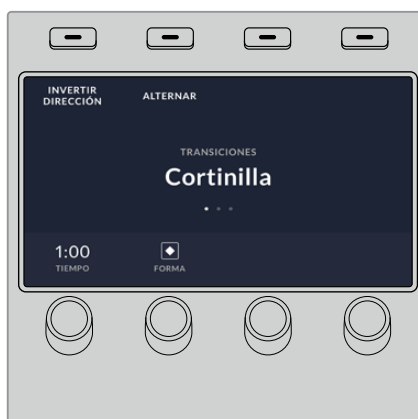 INVERTIR
DIRECCIÓN
ALTERNAR
TRANSICIONES
Cortinilla
1:00
TIEMPO
FORMA